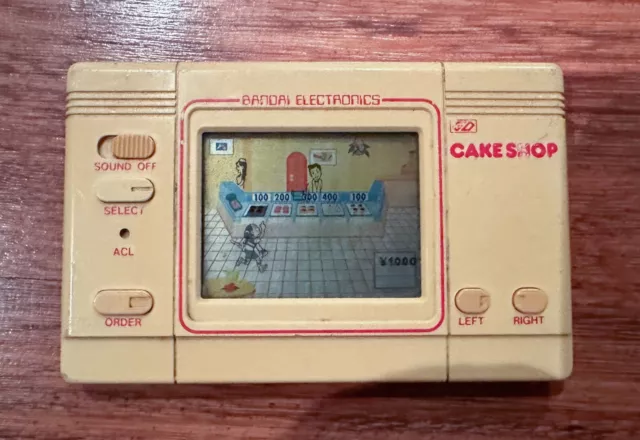 BANDAI ELECTRONICS
CAKE SHOP
SOUND OFF
SELECT
ACL
ORDER
LEFT
RIGHT
100 200 300 400 100
¥1080